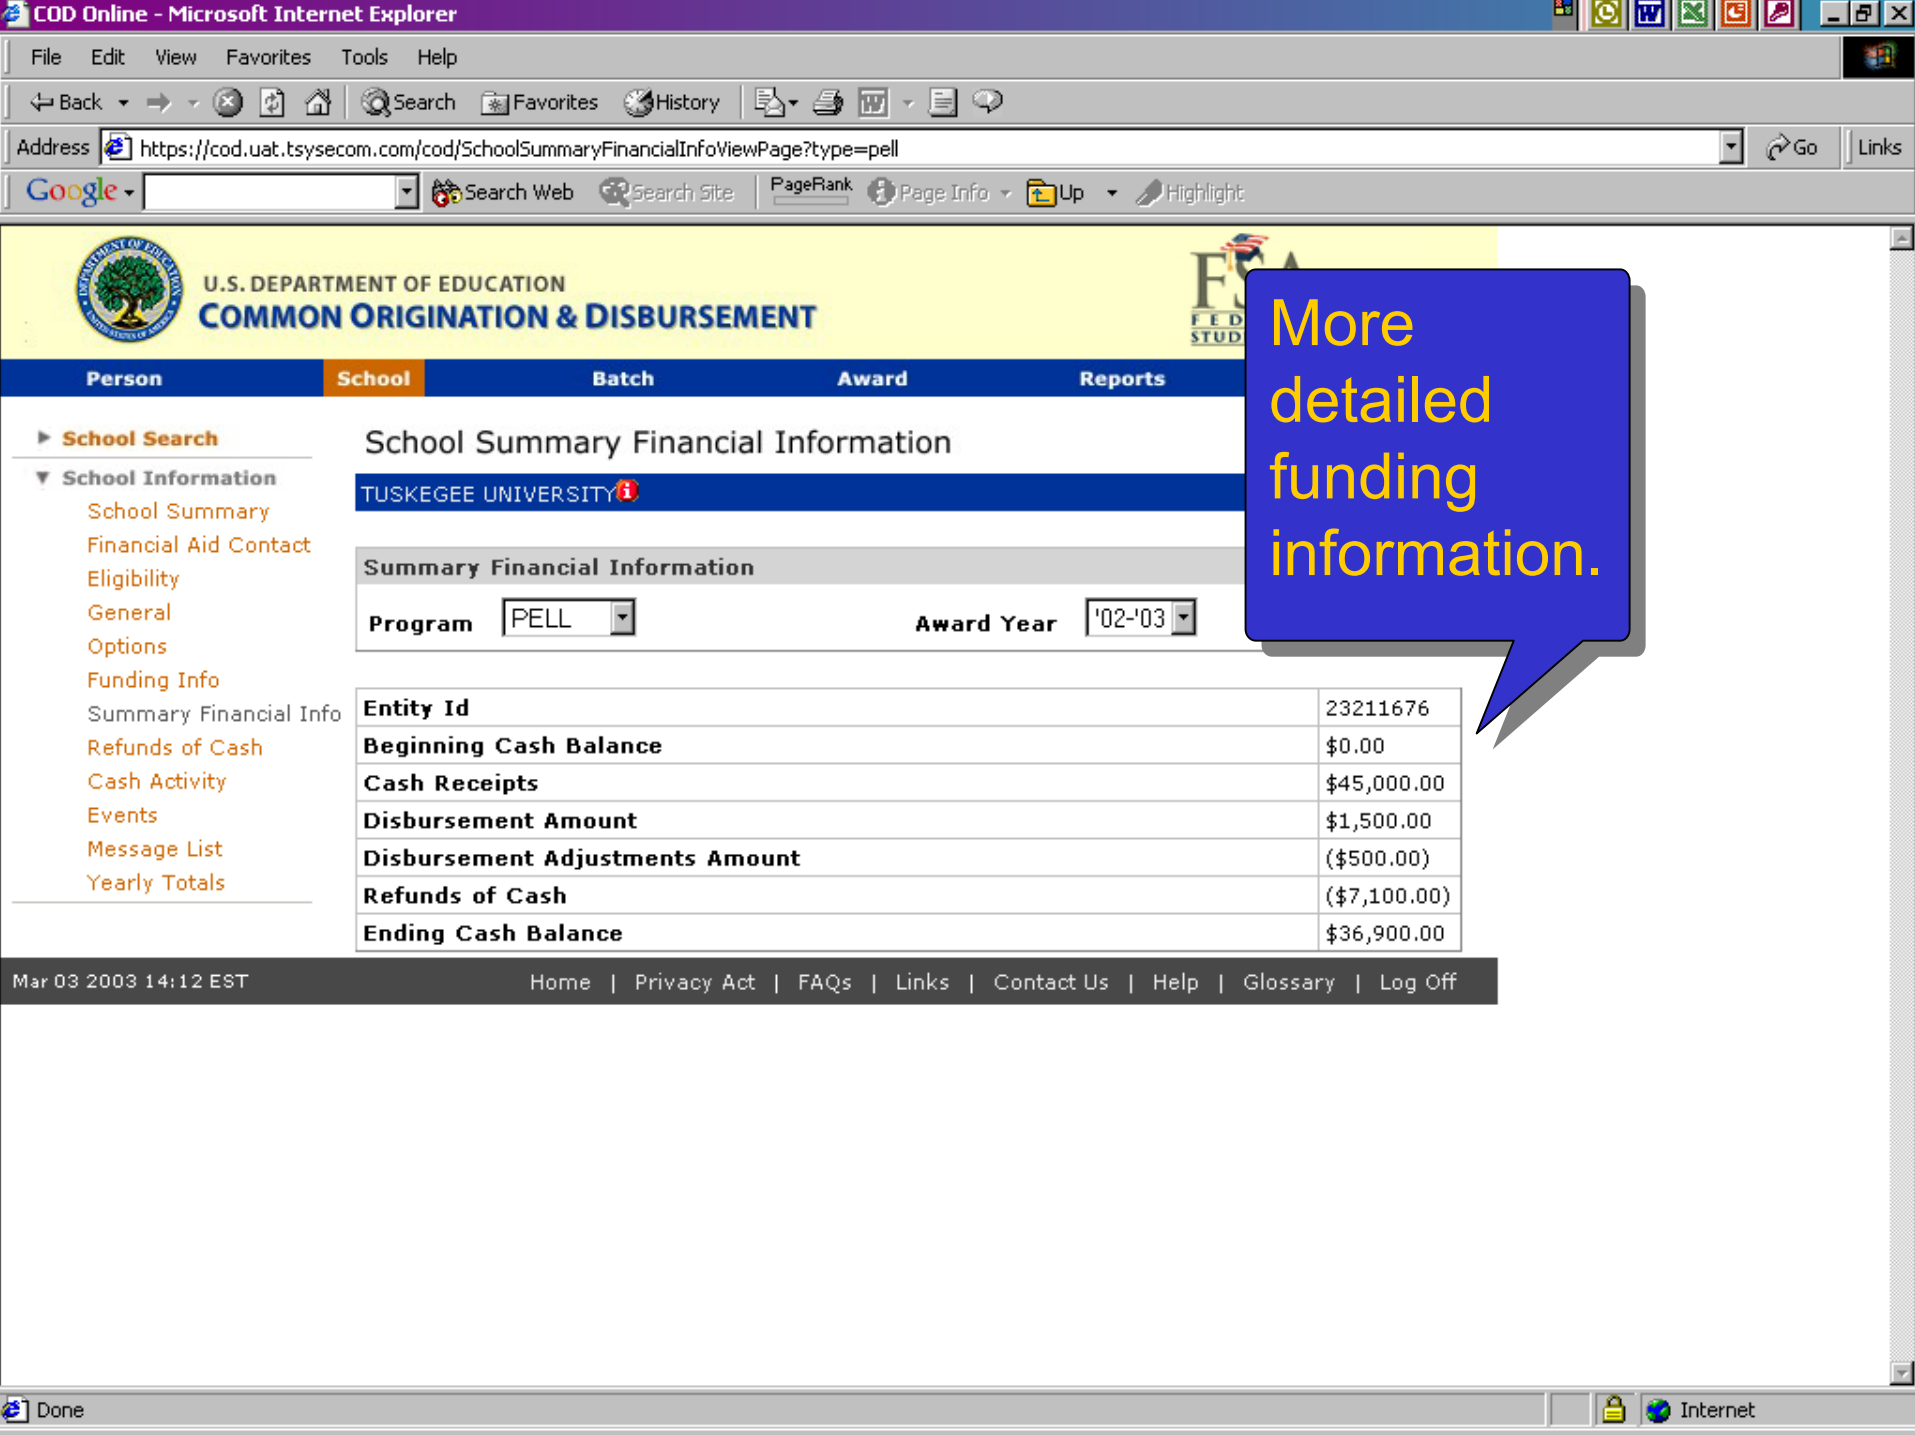 COD Online - Microsoft Internet Explorer
File Edit View Favorites Tools Help
Back Search Favorites History
Address https://cod.uat.tsysecom.com/cod/SchoolSummaryFinancialInfoViewPage?type=pell Go Links
Google Search Web Search Site PageRank Page Info Up Highlight
U.S. DEPARTMENT OF EDUCATION
COMMON ORIGINATION & DISBURSEMENT
More
detailed
funding
information.
Person School Batch Award Reports
School Search
School Information
School Summary
Financial Aid Contact
Eligibility
General
Options
Funding Info
Summary Financial Info
Refunds of Cash
Cash Activity
Events
Message List
Yearly Totals
School Summary Financial Information
TUSKEGEE UNIVERSITY
Summary Financial Information
Program PELL Award Year '02-'03
Entity Id 23211676
Beginning Cash Balance $0.00
Cash Receipts $45,000.00
Disbursement Amount $1,500.00
Disbursement Adjustments Amount ($500.00)
Refunds of Cash ($7,100.00)
Ending Cash Balance $36,900.00
Mar 03 2003 14:12 EST Home | Privacy Act | FAQs | Links | Contact Us | Help | Glossary | Log Off
Done Internet